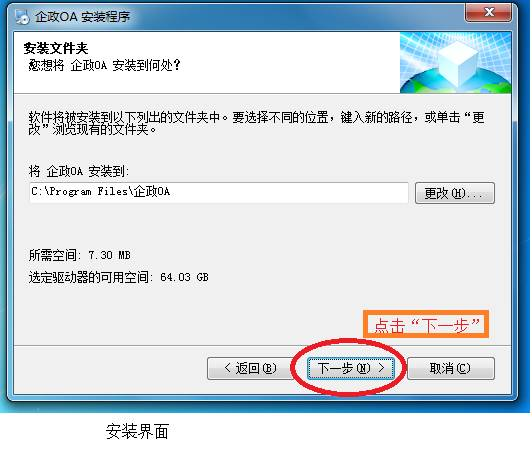 企政OA 安装程序
安装文件夹
您想将 企政OA 安装到何处?
软件将被安装到以下列出的文件夹中。要选择不同的位置，键入新的路径，或单击“更
改”浏览现有的文件夹。
将 企政OA 安装到:
C:\Program Files\企政OA
更改(H)...
所需空间: 7.30 MB
选定驱动器的可用空间: 64.03 GB
点击“下一步”
< 返回(B)
下一步(N) >
取消(C)
安装界面